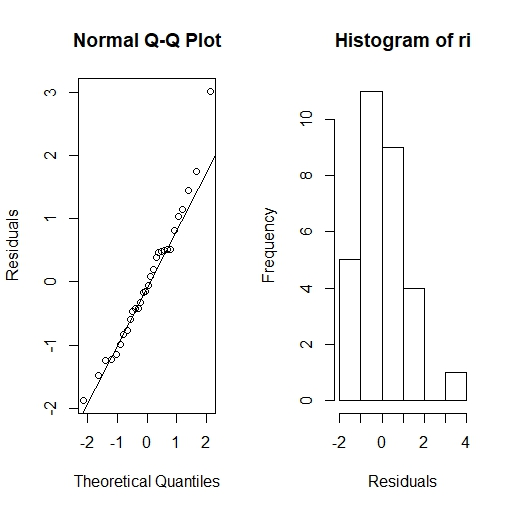 Normal Q-Q Plot
3
2
1
0
-1
-2
Residuals
-2 -1 0 1 2
Theoretical Quantiles
Histogram of ri
10
8
6
4
2
0
Frequency
-2 0 2 4
Residuals